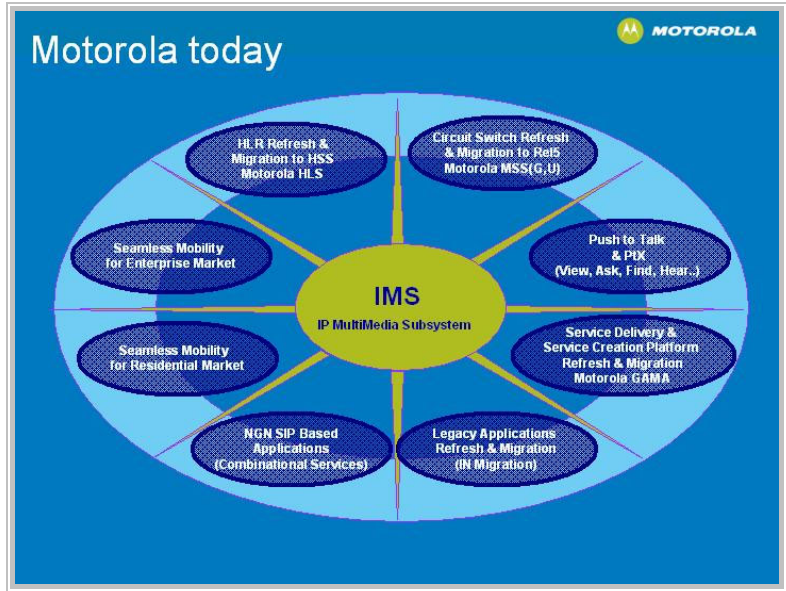 Motorola today
MOTOROLA
HLR Refresh &
Migration to HSS
Motorola HLS
Circuit Switch Refresh
& Migration to Rel5
Motorola MSS(G,U)
Seamless Mobility
for Enterprise Market
Push to Talk
& PtX
(View, Ask, Find, Hear..)
IMS
IP MultiMedia Subsystem
Seamless Mobility
for Residential Market
Service Delivery &
Service Creation Platform
Refresh & Migration
Motorola GAMA
NGN SIP Based
Applications
(Combinational Services)
Legacy Applications
Refresh & Migration
(IN Migration)